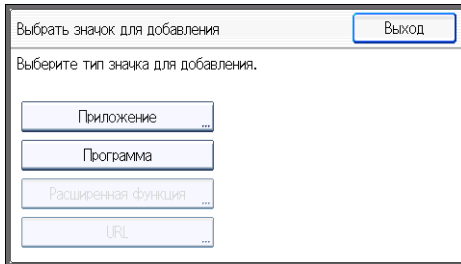 Выбрать значок для добавления
Выход
Выберите тип значка для добавления.
Приложение ...
Программа
Расширенная функция ...
URL ...